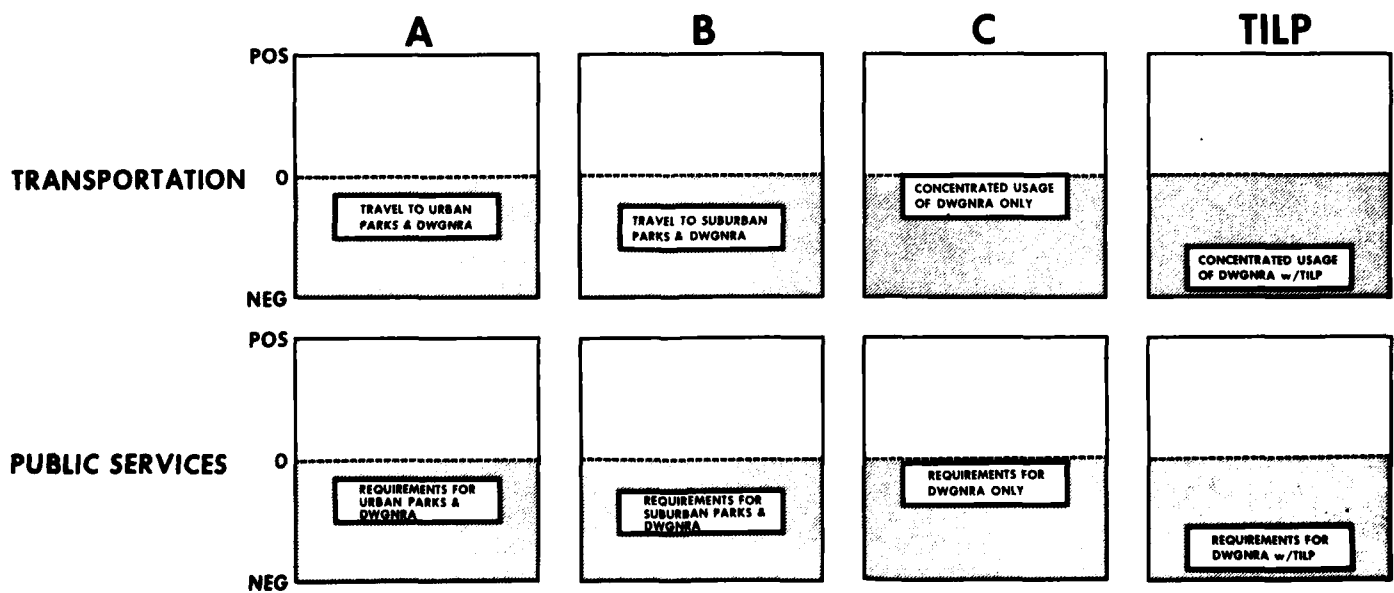 A B C TILP
POS
TRANSPORTATION 0
TRAVEL TO URBAN
PARKS & DWGNRA
TRAVEL TO SUBURBAN
PARKS & DWGNRA
CONCENTRATED USAGE
OF DWGNRA ONLY
CONCENTRATED USAGE
OF DWGNRA w/TILP
NEG
POS
PUBLIC SERVICES 0
REQUIREMENTS FOR
URBAN PARKS &
DWGNRA
REQUIREMENTS FOR
SUBURBAN PARKS &
DWGNRA
REQUIREMENTS FOR
DWGNRA ONLY
REQUIREMENTS FOR
DWGNRA w/TILP
NEG